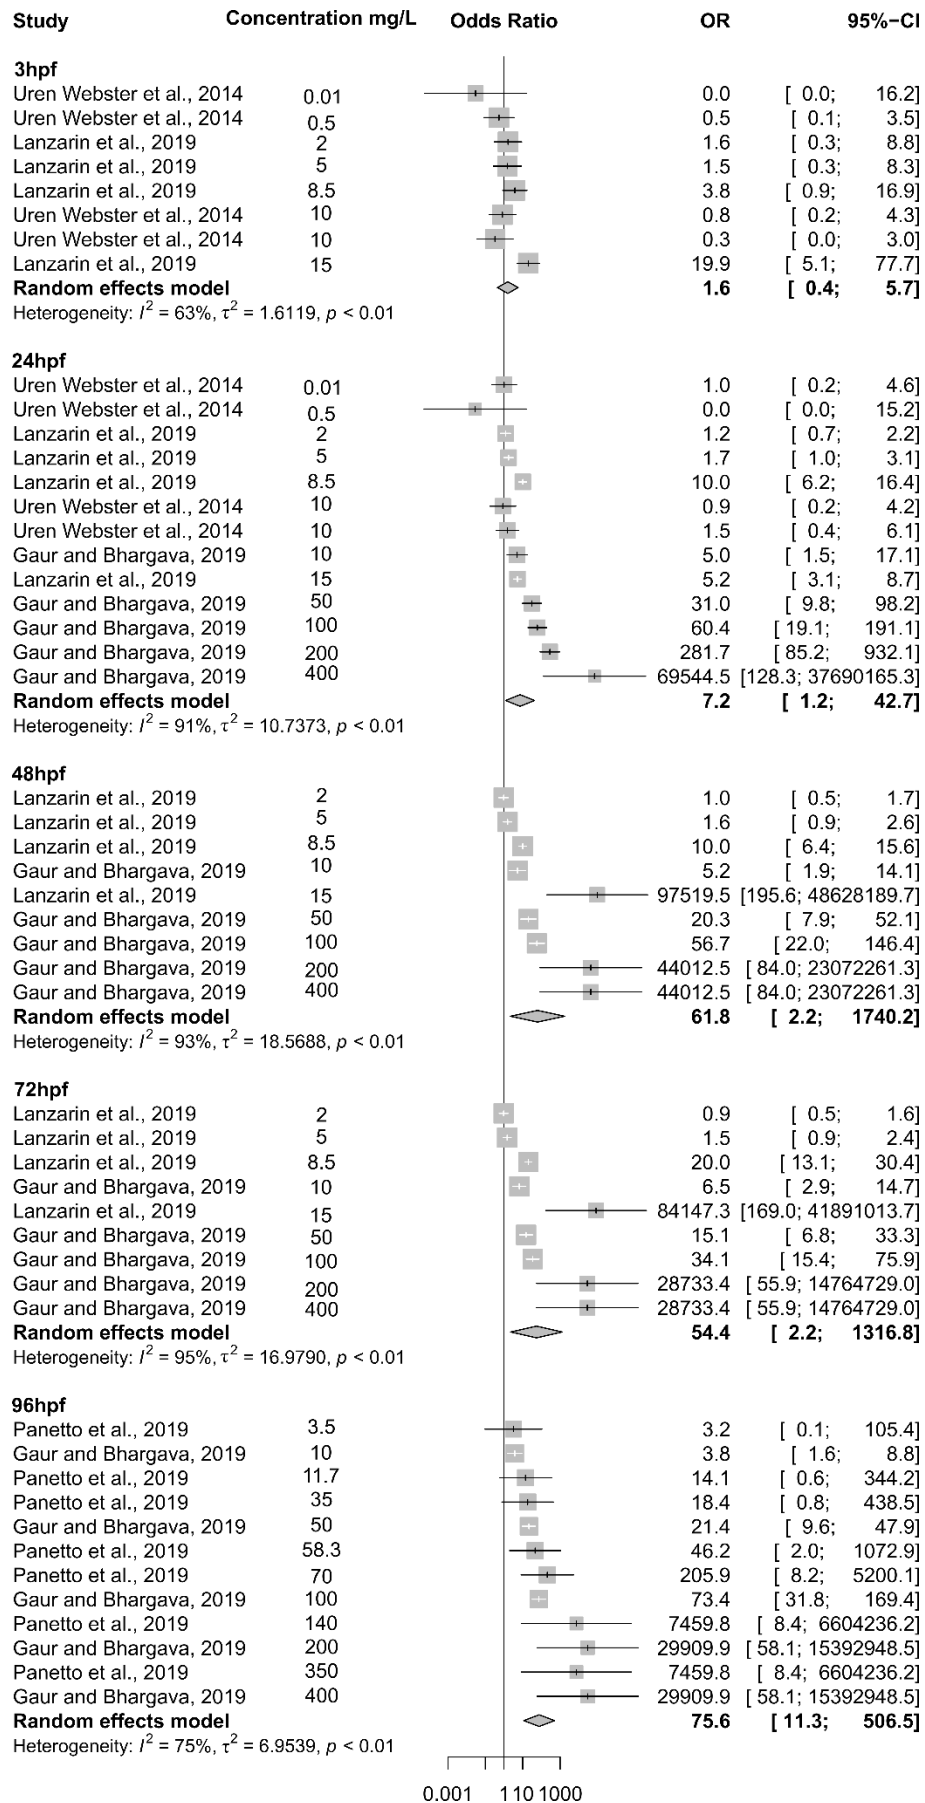 Study Concentration mg/L Odds Ratio OR 95%−CI
3hpf
Uren Webster et al., 2014 0.01 0.0 [ 0.0; 16.2]
Uren Webster et al., 2014 0.5 0.5 [ 0.1; 3.5]
Lanzarin et al., 2019 2 1.6 [ 0.3; 8.8]
Lanzarin et al., 2019 5 1.5 [ 0.3; 8.3]
Lanzarin et al., 2019 8.5 3.8 [ 0.9; 16.9]
Uren Webster et al., 2014 10 0.8 [ 0.2; 4.3]
Uren Webster et al., 2014 10 0.3 [ 0.0; 3.0]
Lanzarin et al., 2019 15 19.9 [ 5.1; 77.7]
Random effects model 1.6 [ 0.4; 5.7]
Heterogeneity: I² = 63%, τ² = 1.6119, p < 0.01
24hpf
Uren Webster et al., 2014 0.01 1.0 [ 0.2; 4.6]
Uren Webster et al., 2014 0.5 0.0 [ 0.0; 15.2]
Lanzarin et al., 2019 2 1.2 [ 0.7; 2.2]
Lanzarin et al., 2019 5 1.7 [ 1.0; 3.1]
Lanzarin et al., 2019 8.5 10.0 [ 6.2; 16.4]
Uren Webster et al., 2014 10 0.9 [ 0.2; 4.2]
Uren Webster et al., 2014 10 1.5 [ 0.4; 6.1]
Gaur and Bhargava, 2019 10 5.0 [ 1.5; 17.1]
Lanzarin et al., 2019 15 5.2 [ 3.1; 8.7]
Gaur and Bhargava, 2019 50 31.0 [ 9.8; 98.2]
Gaur and Bhargava, 2019 100 60.4 [ 19.1; 191.1]
Gaur and Bhargava, 2019 200 281.7 [ 85.2; 932.1]
Gaur and Bhargava, 2019 400 69544.5 [128.3; 37690165.3]
Random effects model 7.2 [ 1.2; 42.7]
Heterogeneity: I² = 91%, τ² = 10.7373, p < 0.01
48hpf
Lanzarin et al., 2019 2 1.0 [ 0.5; 1.7]
Lanzarin et al., 2019 5 1.6 [ 0.9; 2.6]
Lanzarin et al., 2019 8.5 10.0 [ 6.4; 15.6]
Gaur and Bhargava, 2019 10 5.2 [ 1.9; 14.1]
Lanzarin et al., 2019 15 97519.5 [195.6; 48628189.7]
Gaur and Bhargava, 2019 50 20.3 [ 7.9; 52.1]
Gaur and Bhargava, 2019 100 56.7 [ 22.0; 146.4]
Gaur and Bhargava, 2019 200 44012.5 [ 84.0; 23072261.3]
Gaur and Bhargava, 2019 400 44012.5 [ 84.0; 23072261.3]
Random effects model 61.8 [ 2.2; 1740.2]
Heterogeneity: I² = 93%, τ² = 18.5688, p < 0.01
72hpf
Lanzarin et al., 2019 2 0.9 [ 0.5; 1.6]
Lanzarin et al., 2019 5 1.5 [ 0.9; 2.4]
Lanzarin et al., 2019 8.5 20.0 [ 13.1; 30.4]
Gaur and Bhargava, 2019 10 6.5 [ 2.9; 14.7]
Lanzarin et al., 2019 15 84147.3 [169.0; 41891013.7]
Gaur and Bhargava, 2019 50 15.1 [ 6.8; 33.3]
Gaur and Bhargava, 2019 100 34.1 [ 15.4; 75.9]
Gaur and Bhargava, 2019 200 28733.4 [ 55.9; 14764729.0]
Gaur and Bhargava, 2019 400 28733.4 [ 55.9; 14764729.0]
Random effects model 54.4 [ 2.2; 1316.8]
Heterogeneity: I² = 95%, τ² = 16.9790, p < 0.01
96hpf
Panetto et al., 2019 3.5 3.2 [ 0.1; 105.4]
Gaur and Bhargava, 2019 10 3.8 [ 1.6; 8.8]
Panetto et al., 2019 11.7 14.1 [ 0.6; 344.2]
Panetto et al., 2019 35 18.4 [ 0.8; 438.5]
Gaur and Bhargava, 2019 50 21.4 [ 9.6; 47.9]
Panetto et al., 2019 58.3 46.2 [ 2.0; 1072.9]
Panetto et al., 2019 70 205.9 [ 8.2; 5200.1]
Gaur and Bhargava, 2019 100 73.4 [ 31.8; 169.4]
Panetto et al., 2019 140 7459.8 [ 8.4; 6604236.2]
Gaur and Bhargava, 2019 200 29909.9 [ 58.1; 15392948.5]
Panetto et al., 2019 350 7459.8 [ 8.4; 6604236.2]
Gaur and Bhargava, 2019 400 29909.9 [ 58.1; 15392948.5]
Random effects model 75.6 [ 11.3; 506.5]
Heterogeneity: I² = 75%, τ² = 6.9539, p < 0.01
0.001 1 10 1000